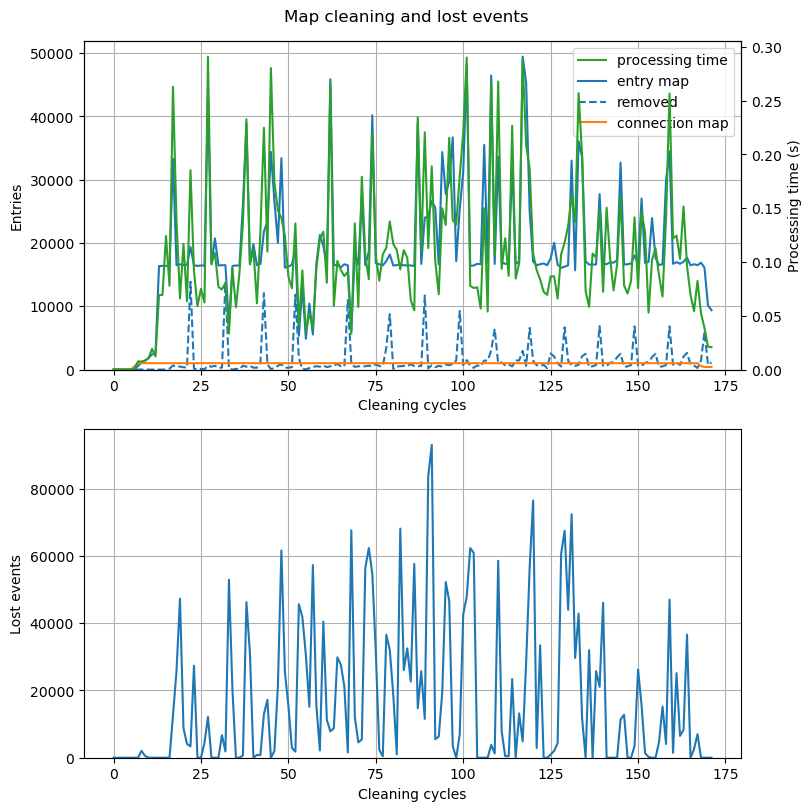 Map cleaning and lost events
50000
40000
30000
20000
10000
0
Entries
0.30
0.25
0.20
0.15
0.10
0.05
0.00
Processing time (s)
processing time
entry map
removed
connection map
0 25 50 75 100 125 150 175
Cleaning cycles
80000
60000
40000
20000
0
Lost events
0 25 50 75 100 125 150 175
Cleaning cycles